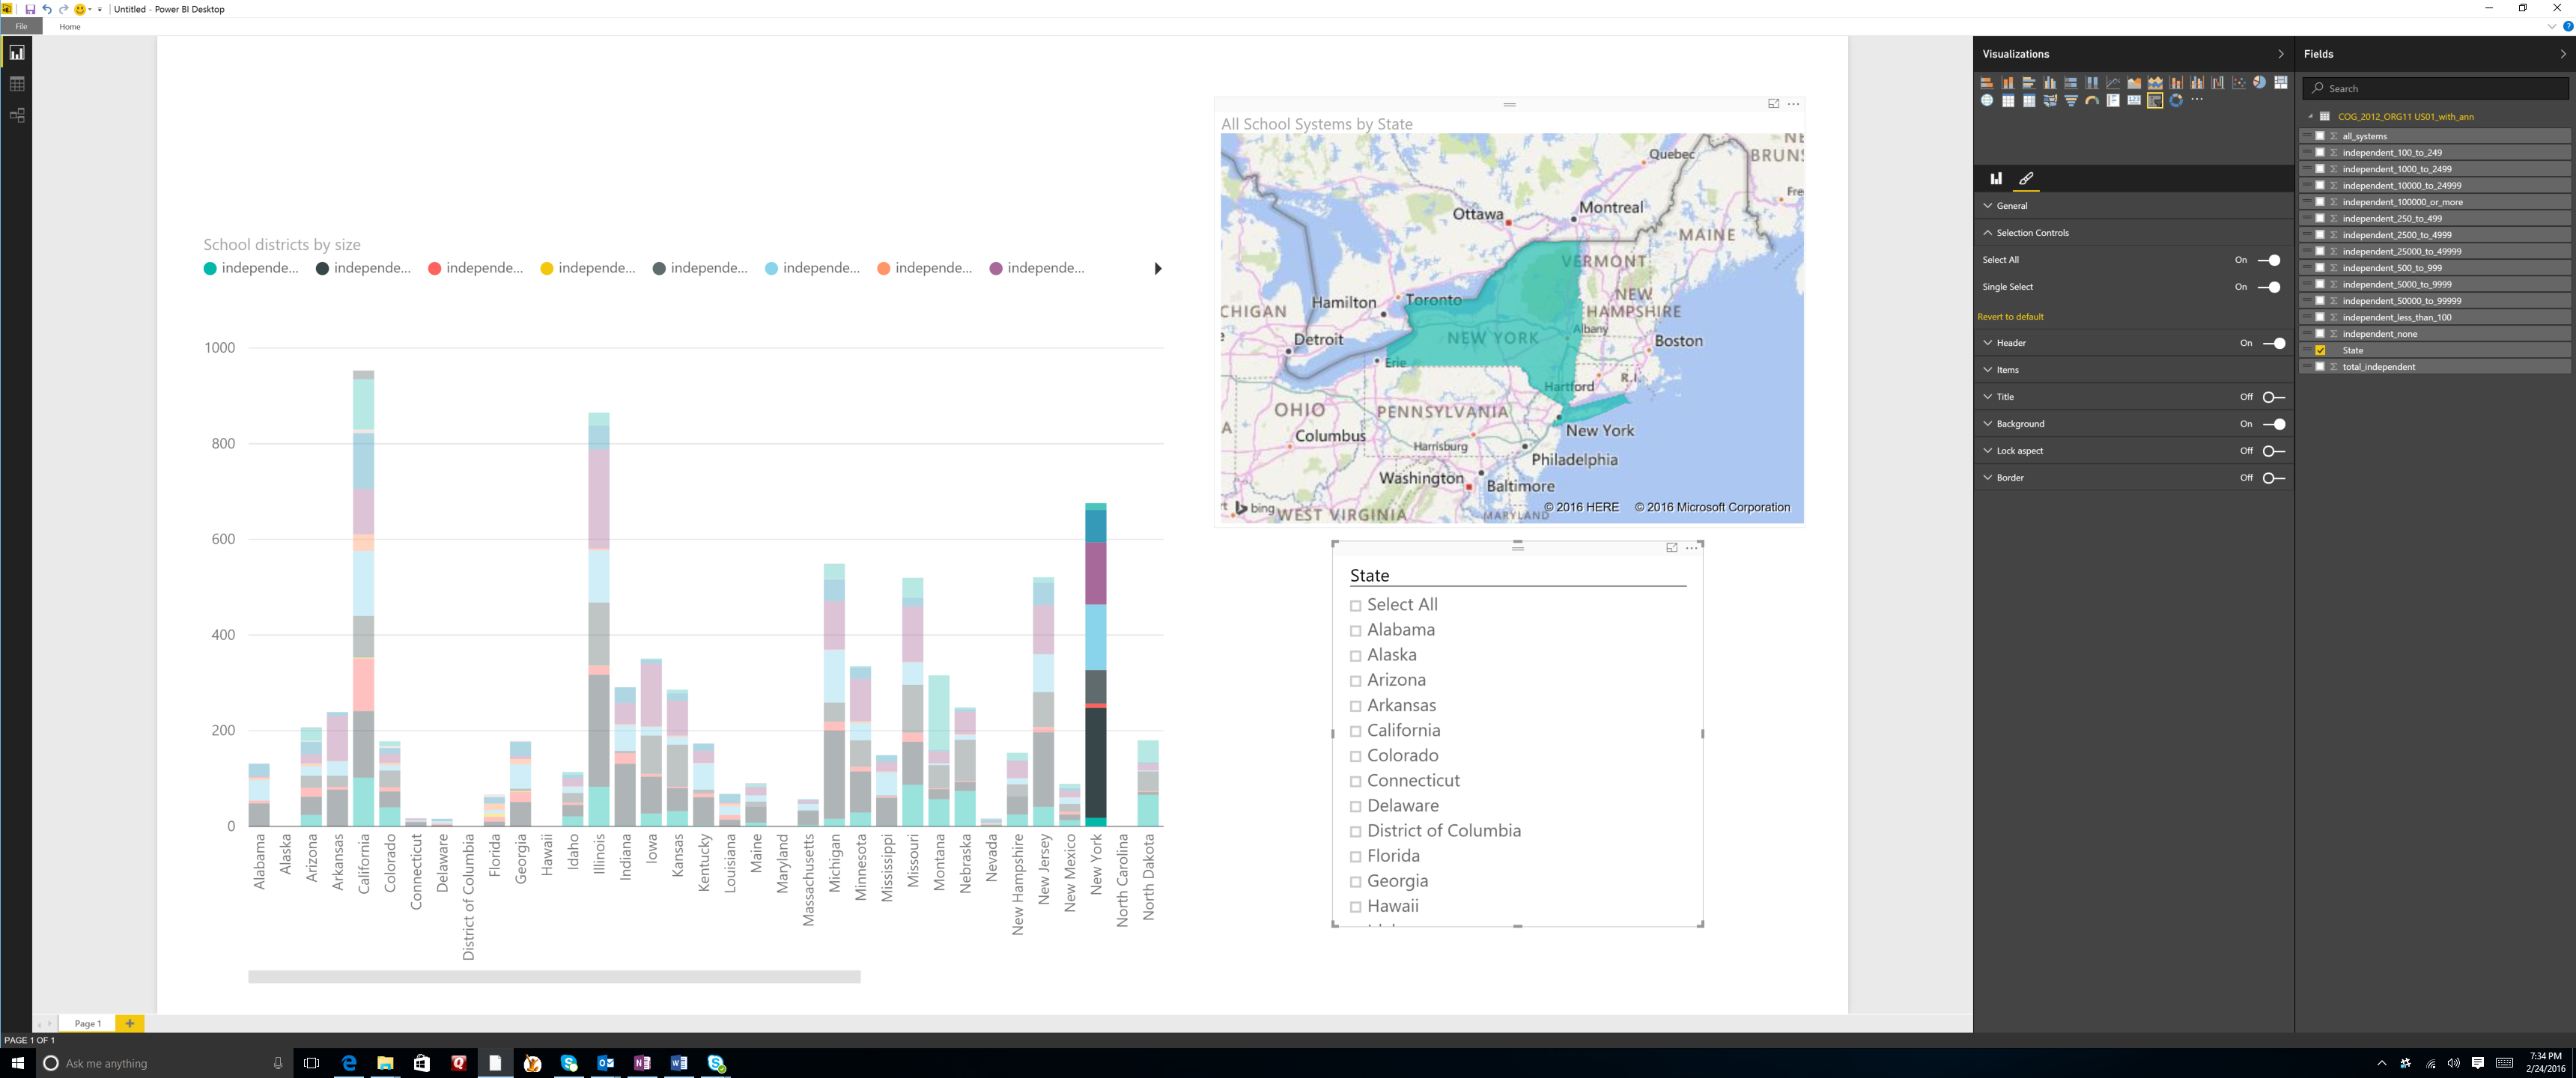 Untitled - Power BI Desktop
File
Home
School districts by size
independe...
independe...
independe...
independe...
independe...
independe...
independe...
independe...
1000
800
600
400
200
0
Alabama
Alaska
Arizona
Arkansas
California
Colorado
Connecticut
Delaware
District of Columbia
Florida
Georgia
Hawaii
Idaho
Illinois
Indiana
Iowa
Kansas
Kentucky
Louisiana
Maine
Maryland
Massachusetts
Michigan
Minnesota
Mississippi
Missouri
Montana
Nebraska
Nevada
New Hampshire
New Jersey
New Mexico
New York
North Carolina
North Dakota
All School Systems by State
Quebec
NE
BRUNS
Fre
Ottawa
Montreal
MAINE
VERMONT
Hamilton
Toronto
NEW
HAMPSHIRE
CHIGAN
Albany
Detroit
NEW YORK
Boston
Erie
Hartford
R.I.
OHIO
PENNSYLVANIA
A
Columbus
New York
Harrisburg
Philadelphia
Washington
Baltimore
bing
WEST VIRGINIA
MARYLAND
© 2016 HERE
© 2016 Microsoft Corporation
State
Select All
Alabama
Alaska
Arizona
Arkansas
California
Colorado
Connecticut
Delaware
District of Columbia
Florida
Georgia
Hawaii
Visualizations
General
Selection Controls
Select All On
Single Select On
Revert to default
Header On
Items
Title Off
Background On
Lock aspect Off
Border Off
Fields
Search
COG_2012_ORG11 US01_with_ann
all_systems
independent_100_to_249
independent_1000_to_2499
independent_10000_to_24999
independent_100000_or_more
independent_250_to_499
independent_2500_to_4999
independent_25000_to_49999
independent_500_to_999
independent_5000_to_9999
independent_50000_to_99999
independent_less_than_100
independent_none
State
total_independent
Page 1
PAGE 1 OF 1
Ask me anything
7:34 PM
2/24/2016